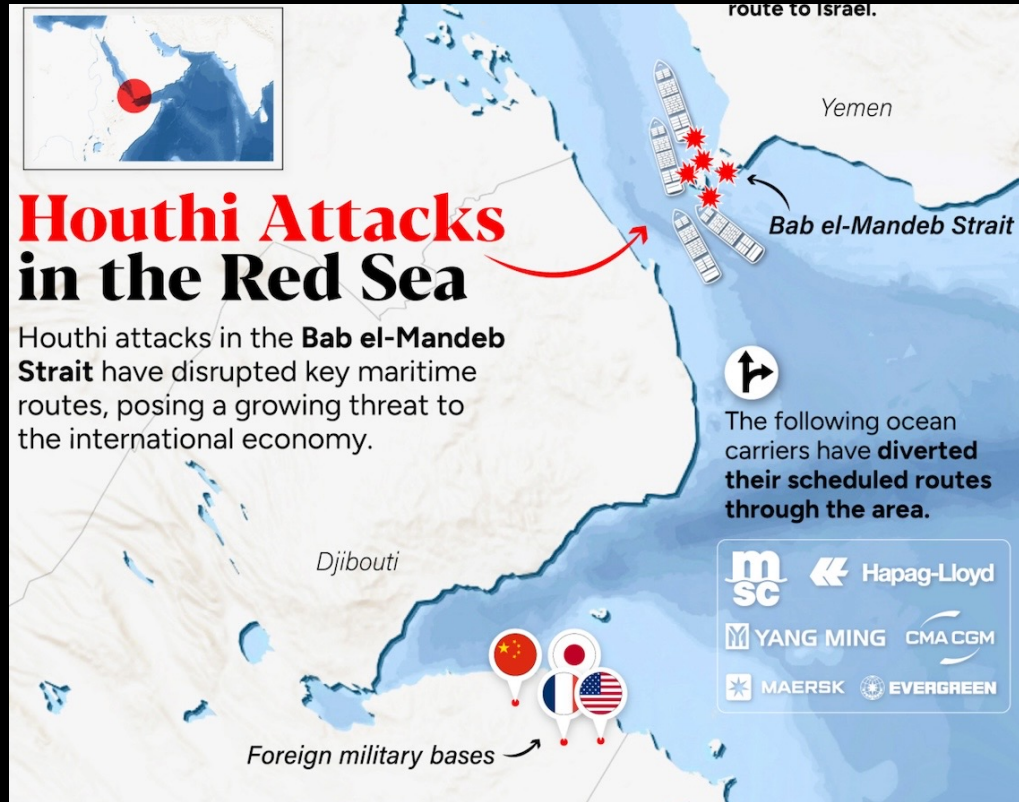 route to Israel.
Yemen
Bab el-Mandeb Strait
Houthi Attacks
in the Red Sea
Houthi attacks in the Bab el-Mandeb
Strait have disrupted key maritime
routes, posing a growing threat to
the international economy.
The following ocean
carriers have diverted
their scheduled routes
through the area.
msc
Hapag-Lloyd
YANG MING
CMA CGM
MAERSK
EVERGREEN
Djibouti
Foreign military bases